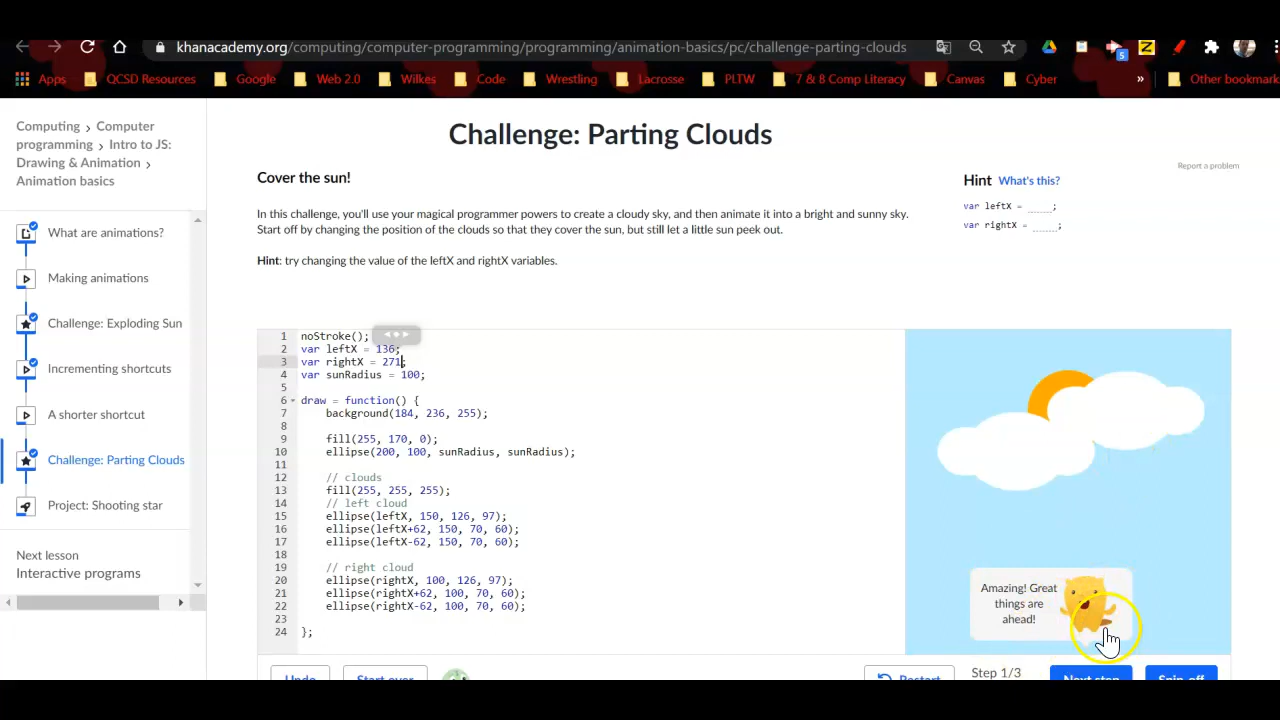 khanacademy.org/computing/computer-programming/programming/animation-basics/pc/challenge-parting-clouds
5
Apps QCSD Resources Google Web 2.0 Wilkes Code Wrestling Lacrosse PLTW 7 & 8 Comp Literacy Canvas Cyber » Other bookmark
Computing › Computer
programming › Intro to JS:
Drawing & Animation ›
Animation basics
What are animations?
Making animations
Challenge: Exploding Sun
Incrementing shortcuts
A shorter shortcut
Challenge: Parting Clouds
Project: Shooting star
Next lesson
Interactive programs
Challenge: Parting Clouds
Report a problem
Cover the sun!
In this challenge, you'll use your magical programmer powers to create a cloudy sky, and then animate it into a bright and sunny sky.
Start off by changing the position of the clouds so that they cover the sun, but still let a little sun peek out.
Hint: try changing the value of the leftX and rightX variables.
Hint What's this?
var leftX = ____;
var rightX = ____;
1 noStroke();
2 var leftX = 136;
3 var rightX = 271;
4 var sunRadius = 100;
5
6 draw = function() {
7 background(184, 236, 255);
8
9 fill(255, 170, 0);
10 ellipse(200, 100, sunRadius, sunRadius);
11
12 // clouds
13 fill(255, 255, 255);
14 // left cloud
15 ellipse(leftX, 150, 126, 97);
16 ellipse(leftX+62, 150, 70, 60);
17 ellipse(leftX-62, 150, 70, 60);
18
19 // right cloud
20 ellipse(rightX, 100, 126, 97);
21 ellipse(rightX+62, 100, 70, 60);
22 ellipse(rightX-62, 100, 70, 60);
23
24 };
Amazing! Great
things are
ahead!
Undo Start over Restart Step 1/3 Next step Spin-off